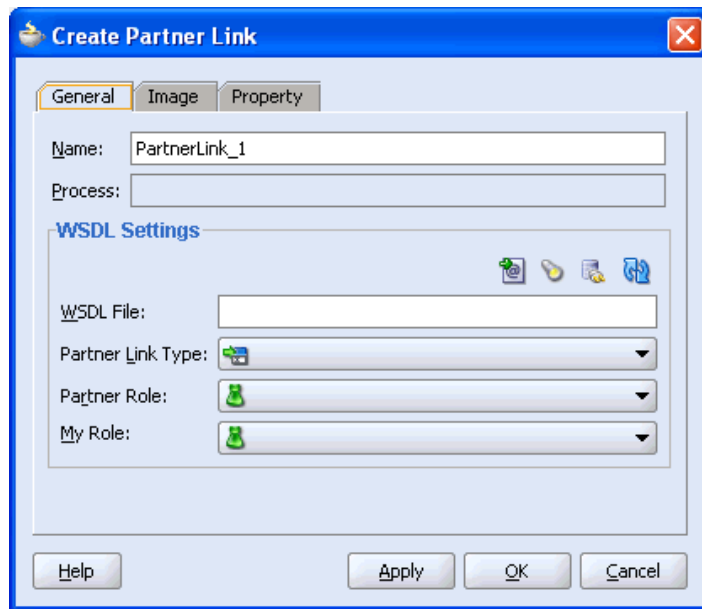 Create Partner Link
General Image Property
Name: PartnerLink_1
Process:
WSDL Settings
WSDL File:
Partner Link Type:
Partner Role:
My Role:
Help Apply OK Cancel